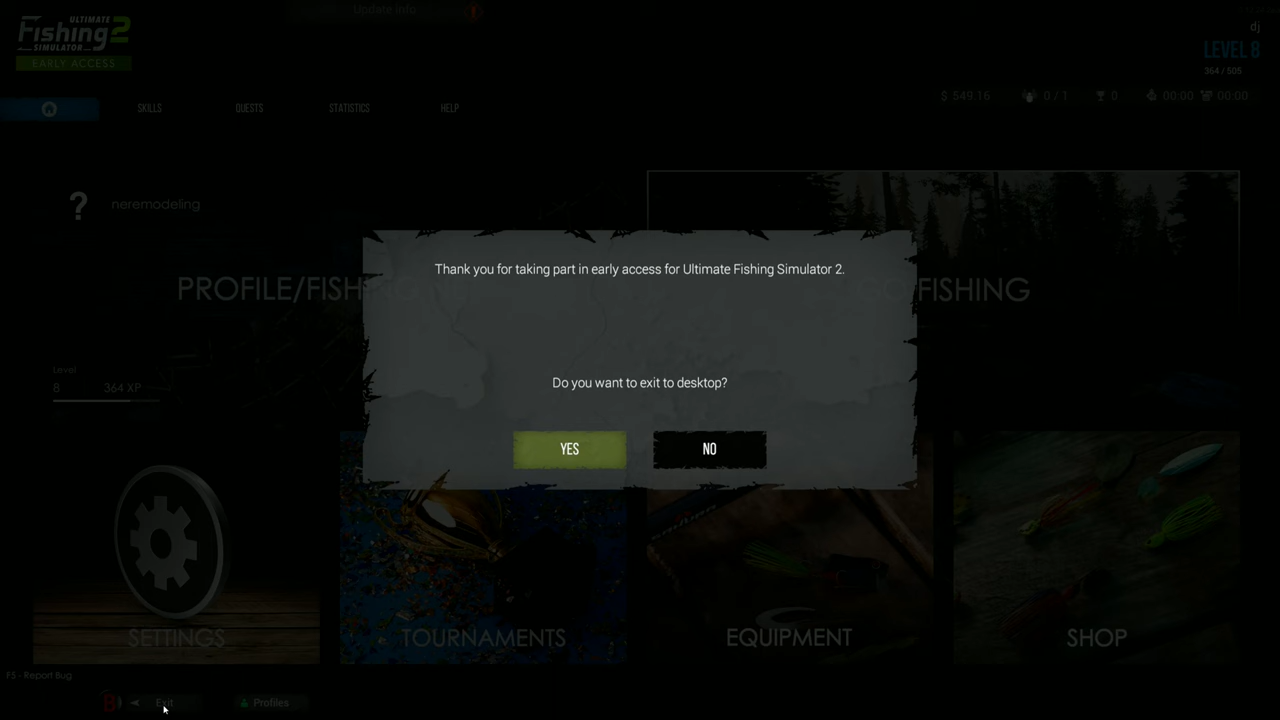 ULTIMATE
Fishing 2
SIMULATOR
EARLY ACCESS
Update info
dj
LEVEL 8
364 / 505
SKILLS
QUESTS
STATISTICS
HELP
$ 549.16
0 / 1
0
00:00
00:00
?
neremodeling
PROFILE/FISH
FISHING
Thank you for taking part in early access for Ultimate Fishing Simulator 2.
Do you want to exit to desktop?
YES
NO
Level
8
364 XP
SETTINGS
TOURNAMENTS
EQUIPMENT
SHOP
F5 - Report Bug
B
Exit
Profiles